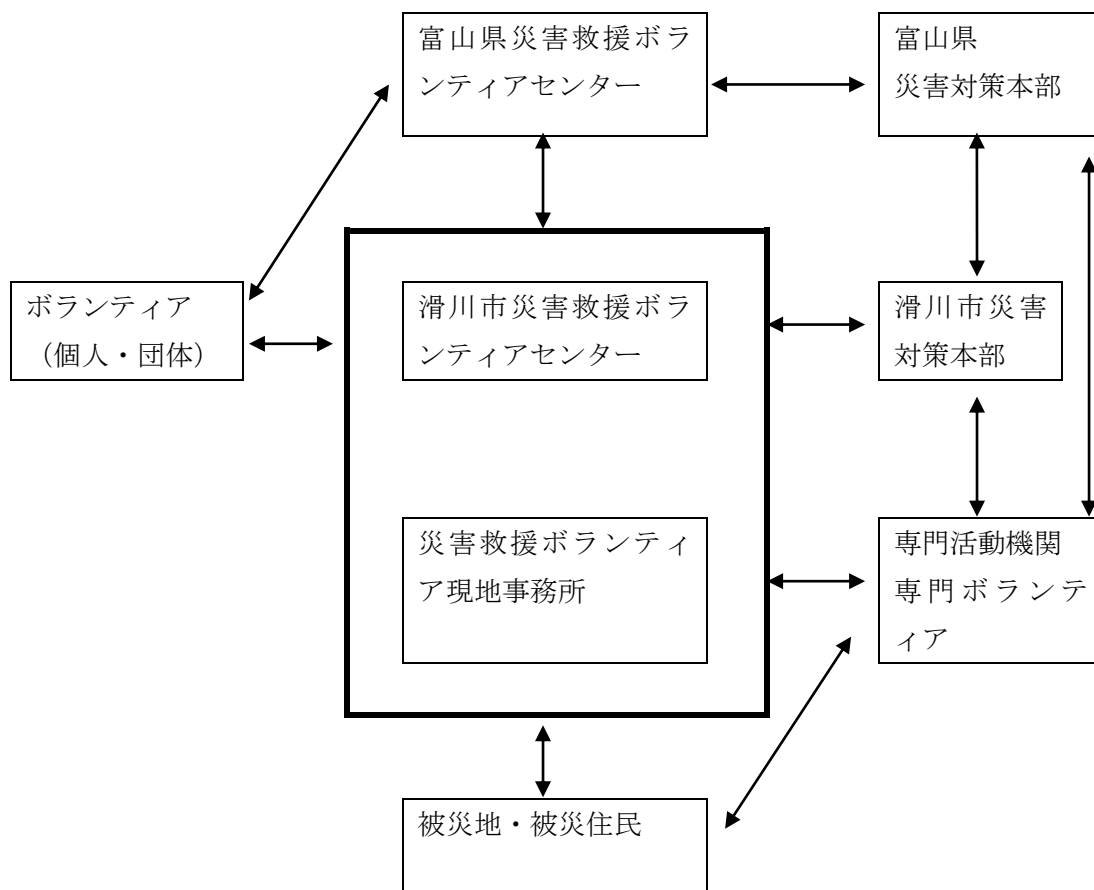 富山県災害救援ボラ
ンティアセンター
富山県
災害対策本部
ボランティア
（個人・団体）
滑川市災害救援ボラ
ンティアセンター
滑川市災害
対策本部
災害救援ボランティ
ア現地事務所
専門活動機関
専門ボランテ
ィア
被災地・被災住民